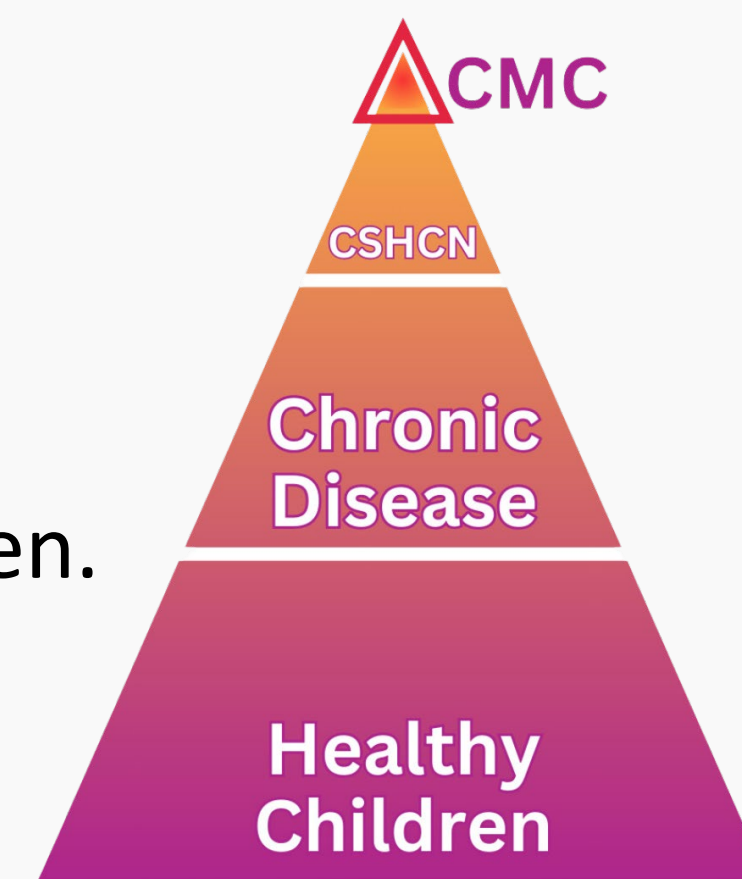 CMC
CSHCN
Chronic
Disease
en.
Healthy
Children